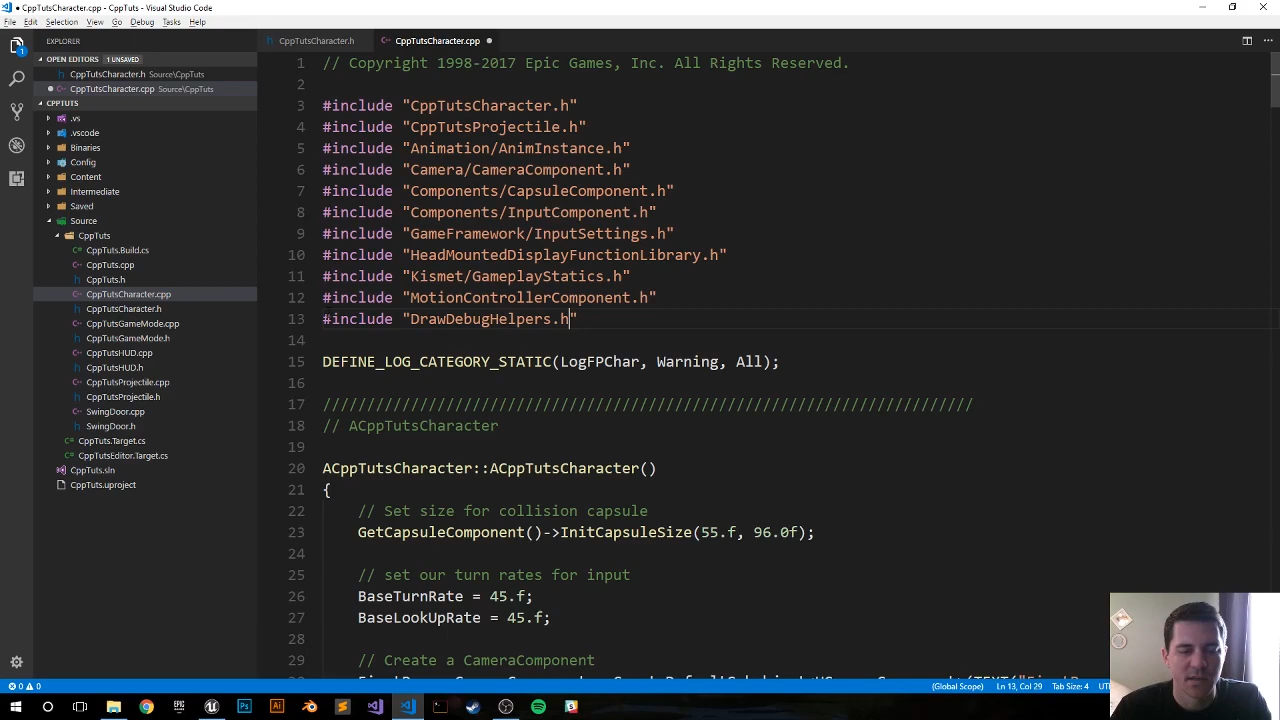 CppTutsCharacter.cpp - CppTuts - Visual Studio Code
File Edit Selection View Go Debug Tasks Help
EXPLORER
OPEN EDITORS 1 UNSAVED
CppTutsCharacter.h Source\CppTuts
CppTutsCharacter.cpp Source\CppTuts
CPPTUTS
.vs
.vscode
Binaries
Config
Content
Intermediate
Saved
Source
CppTuts
CppTuts.Build.cs
CppTuts.cpp
CppTuts.h
CppTutsCharacter.cpp
CppTutsCharacter.h
CppTutsGameMode.cpp
CppTutsGameMode.h
CppTutsHUD.cpp
CppTutsHUD.h
CppTutsProjectile.cpp
CppTutsProjectile.h
SwingDoor.cpp
SwingDoor.h
CppTuts.Target.cs
CppTutsEditor.Target.cs
CppTuts.sln
CppTuts.uproject
CppTutsCharacter.h CppTutsCharacter.cpp
1 // Copyright 1998-2017 Epic Games, Inc. All Rights Reserved.
2
3 #include "CppTutsCharacter.h"
4 #include "CppTutsProjectile.h"
5 #include "Animation/AnimInstance.h"
6 #include "Camera/CameraComponent.h"
7 #include "Components/CapsuleComponent.h"
8 #include "Components/InputComponent.h"
9 #include "GameFramework/InputSettings.h"
10 #include "HeadMountedDisplayFunctionLibrary.h"
11 #include "Kismet/GameplayStatics.h"
12 #include "MotionControllerComponent.h"
13 #include "DrawDebugHelpers.h"
14
15 DEFINE_LOG_CATEGORY_STATIC(LogFPChar, Warning, All);
16
17 //////////////////////////////////////////////////////////////////////////
18 // ACppTutsCharacter
19
20 ACppTutsCharacter::ACppTutsCharacter()
21 {
22 // Set size for collision capsule
23 GetCapsuleComponent()->InitCapsuleSize(55.f, 96.0f);
24
25 // set our turn rates for input
26 BaseTurnRate = 45.f;
27 BaseLookUpRate = 45.f;
28
29 // Create a CameraComponent
0 0 (Global Scope) Ln 13, Col 29 Tab Size: 4